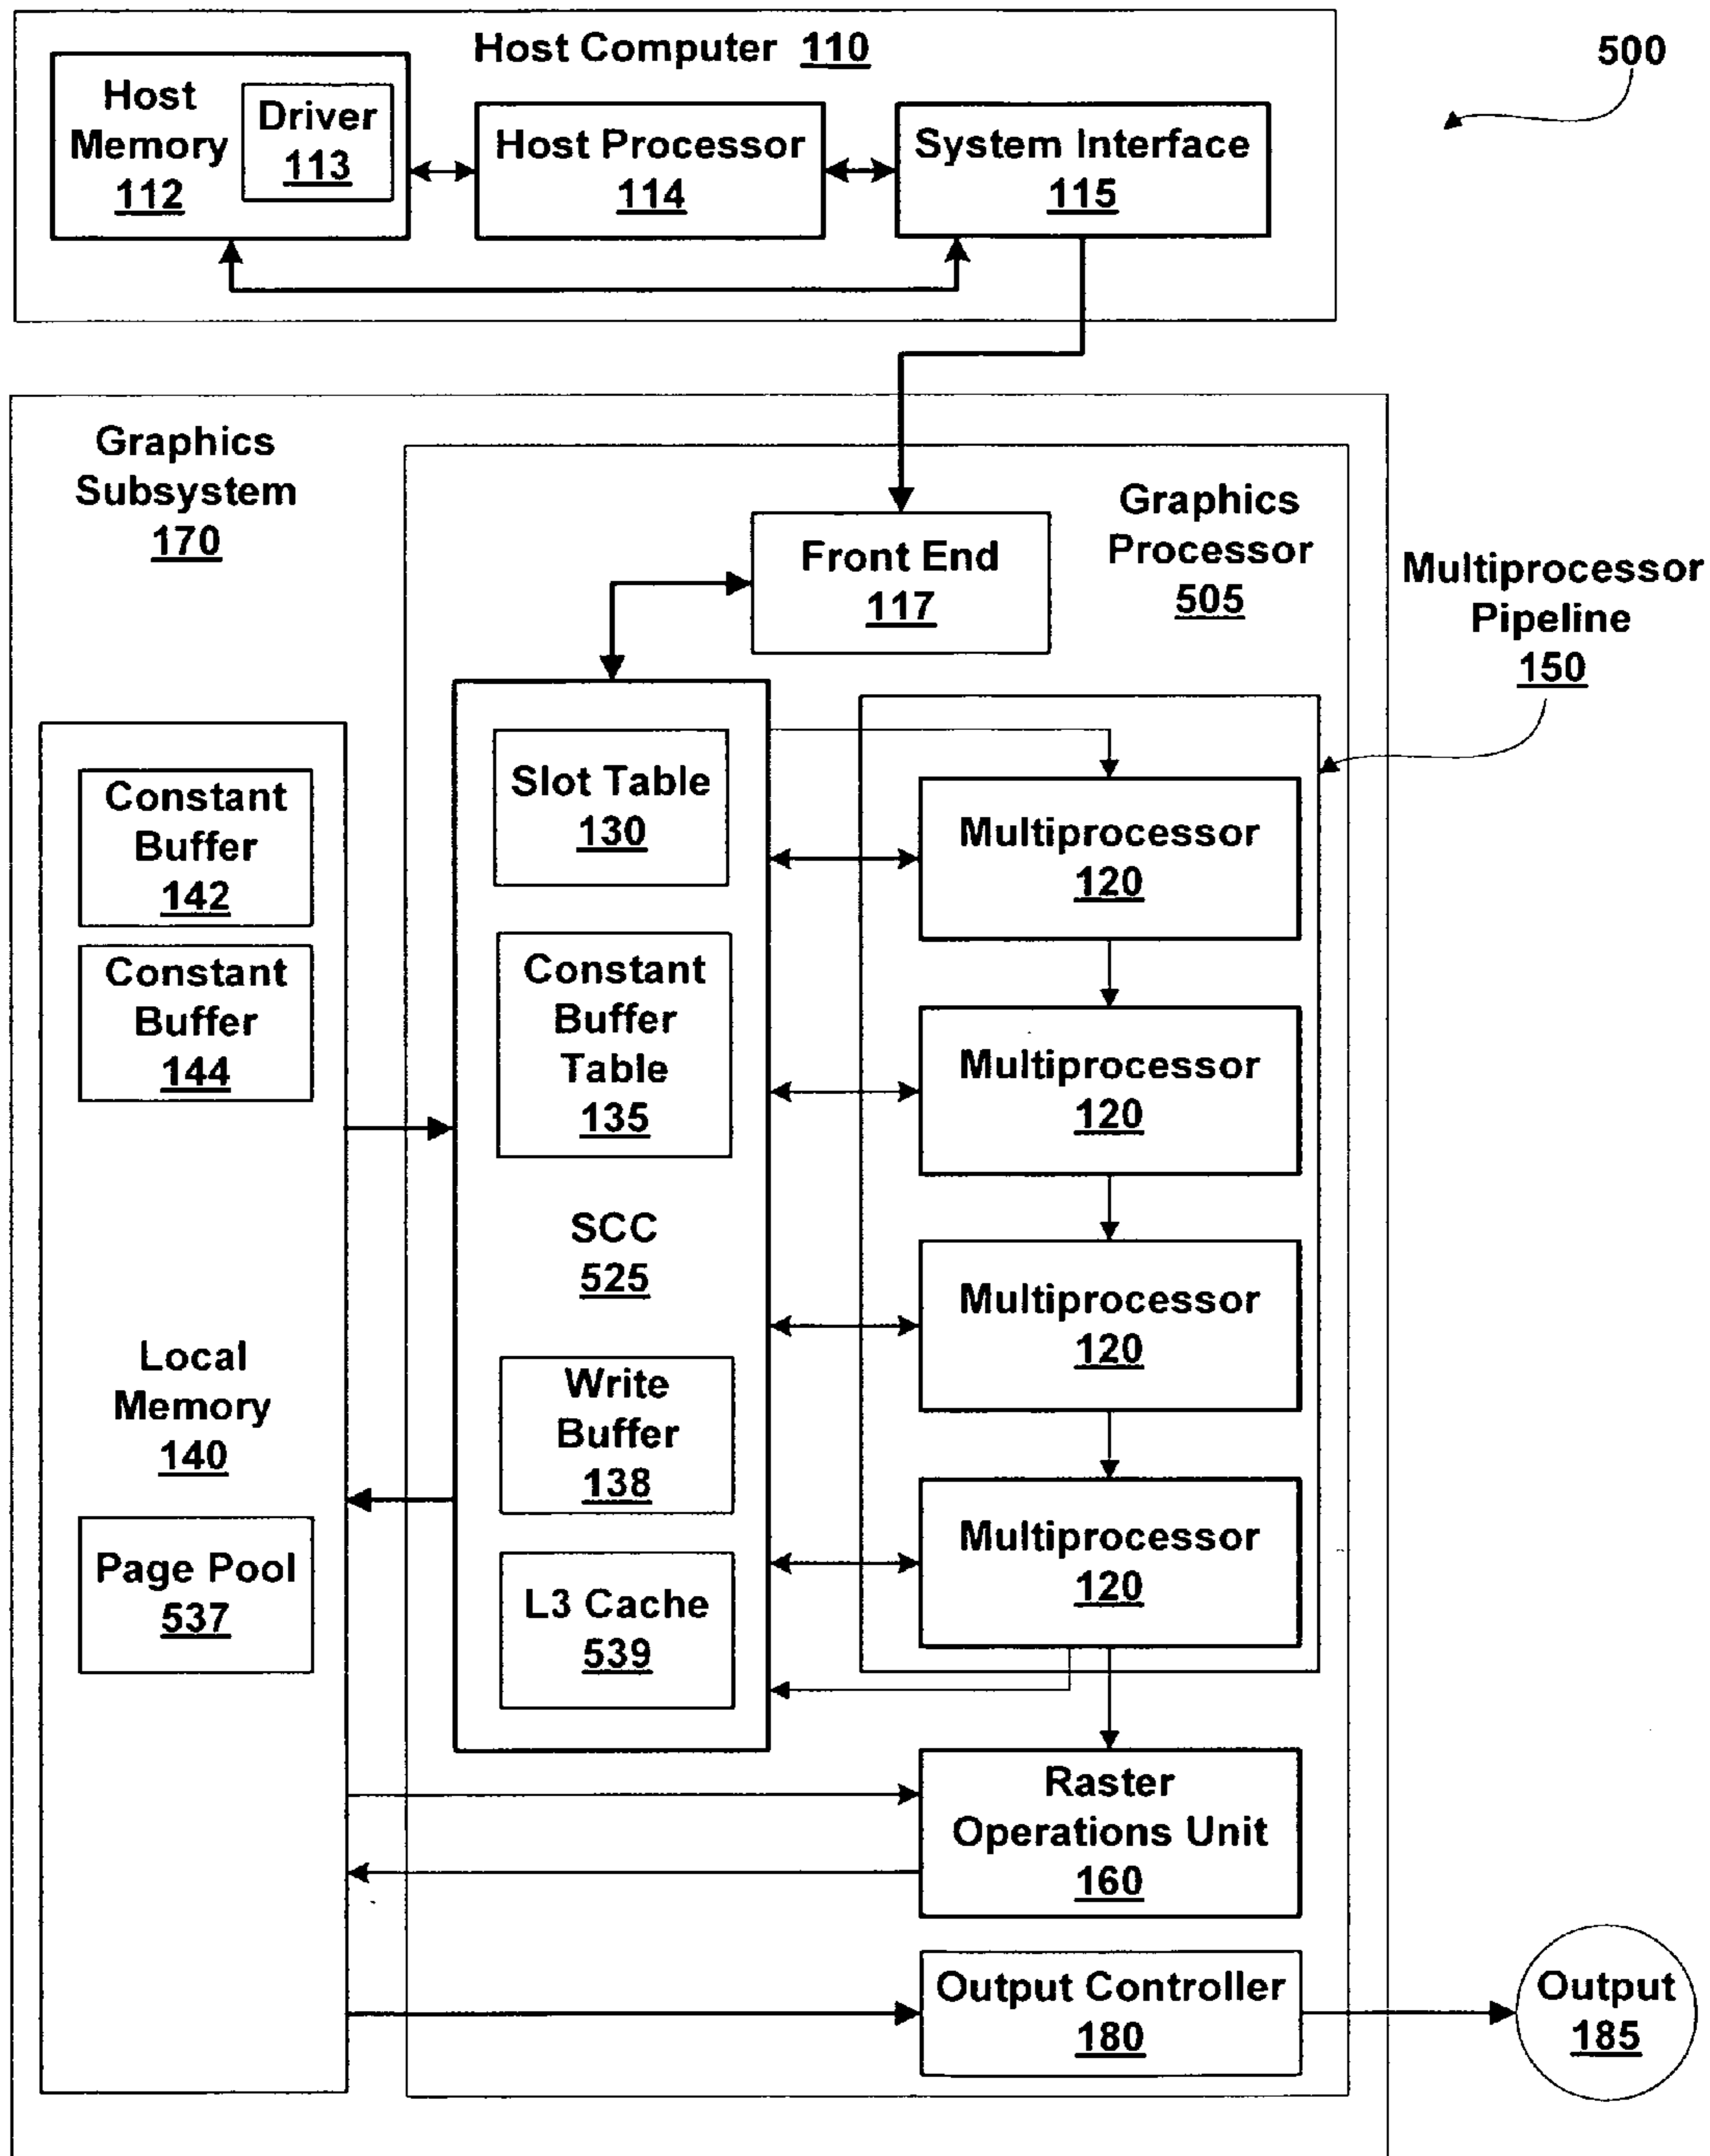 Host Computer 110
500
Host
Memory
112
Driver
113
Host Processor
114
System Interface
115
Graphics
Subsystem
170
Graphics
Processor
505
Front End
117
Multiprocessor
Pipeline
150
Constant
Buffer
142
Constant
Buffer
144
Local
Memory
140
Page Pool
537
Slot Table
130
Constant
Buffer
Table
135
SCC
525
Write
Buffer
138
L3 Cache
539
Multiprocessor
120
Multiprocessor
120
Multiprocessor
120
Multiprocessor
120
Raster
Operations Unit
160
Output Controller
180
Output
185